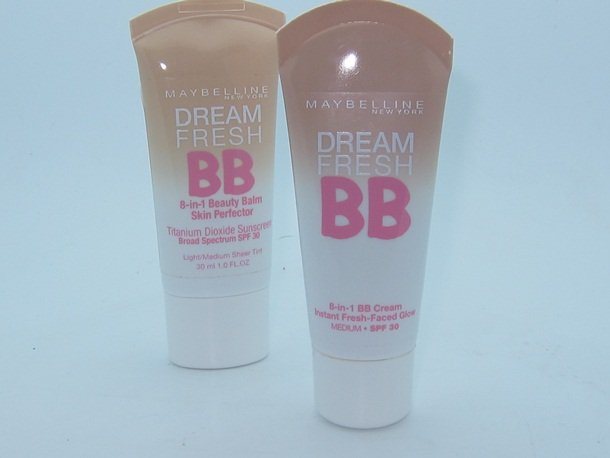 MAYBELLINE
NEW YORK
DREAM
FRESH
BB
8-in-1 Beauty Balm
Skin Perfector
Titanium Dioxide Sunscreen
Broad Spectrum SPF 30
Light/Medium Sheer Tint
30 ml 1.0 FL.OZ
MAYBELLINE
NEW YORK
DREAM
FRESH
BB
8-in-1 BB Cream
Instant Fresh-Faced Glow
MEDIUM • SPF 30